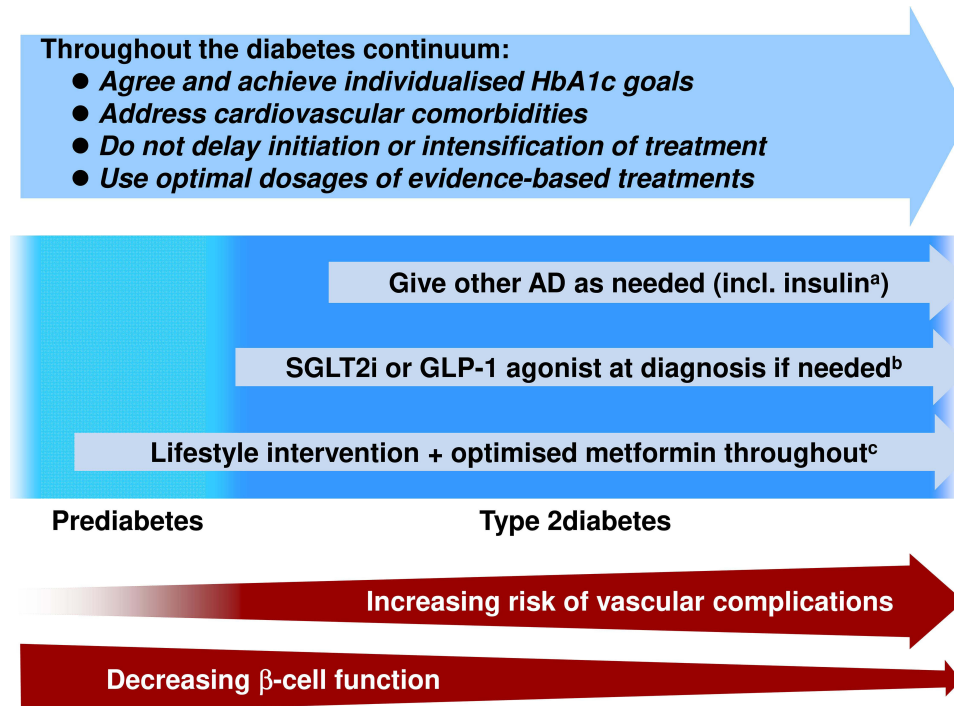 Throughout the diabetes continuum:
● Agree and achieve individualised HbA1c goals
● Address cardiovascular comorbidities
● Do not delay initiation or intensification of treatment
● Use optimal dosages of evidence-based treatments
Give other AD as needed (incl. insulinᵃ)
SGLT2i or GLP-1 agonist at diagnosis if neededᵇ
Lifestyle intervention + optimised metformin throughoutᶜ
Prediabetes Type 2diabetes
Increasing risk of vascular complications
Decreasing β-cell function